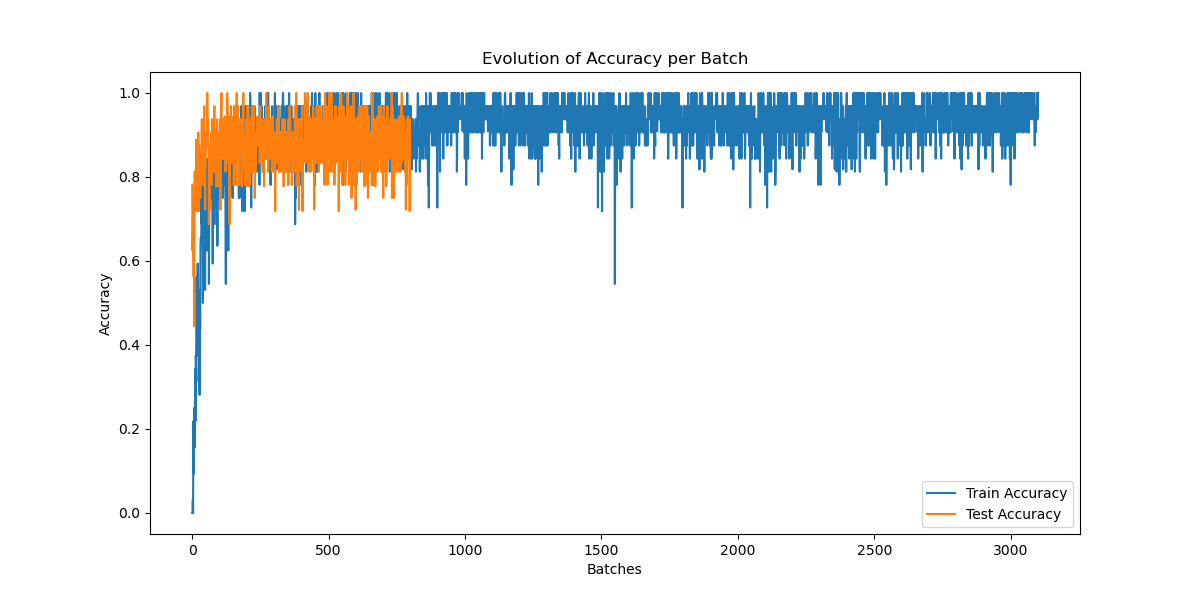 Evolution of Accuracy per Batch
1.0
0.8
0.6
0.4
0.2
0.0
Accuracy
0 500 1000 1500 2000 2500 3000
Batches
Train Accuracy
Test Accuracy